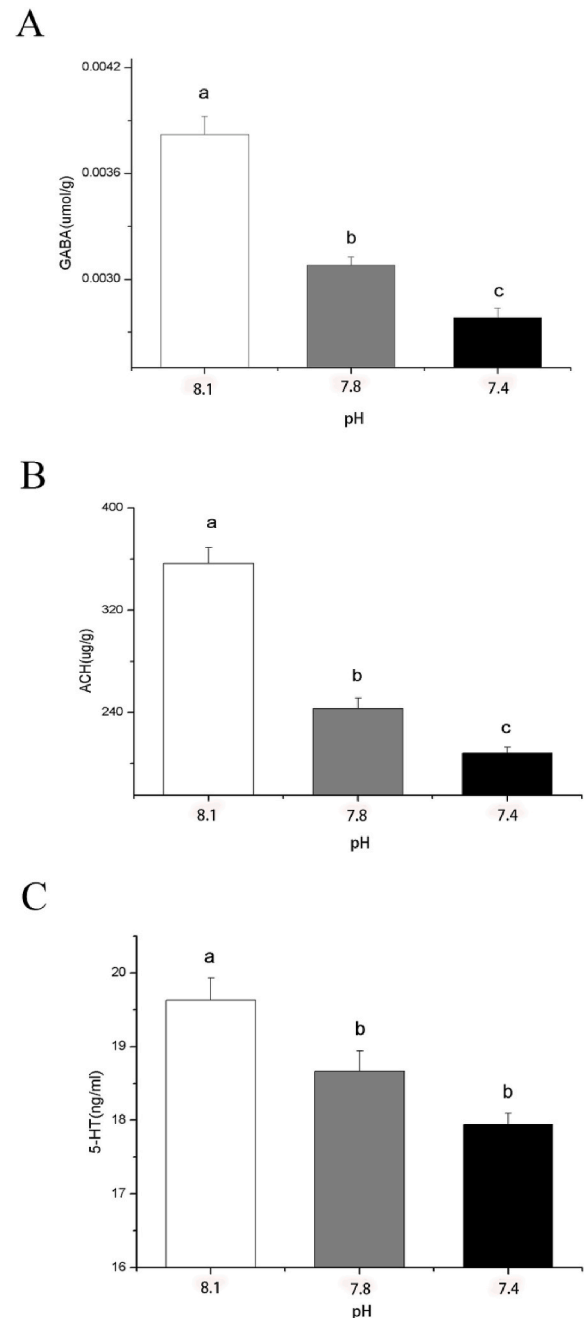 A
0.0042
a
0.0036
GABA(umol/g)
b
0.0030
c
8.1 7.8 7.4
pH
B
400
a
320
ACH(ug/g)
b
240
c
8.1 7.8 7.4
pH
C
20
a
19
b
5-HT(ng/ml)
b
18
17
16
8.1 7.8 7.4
pH